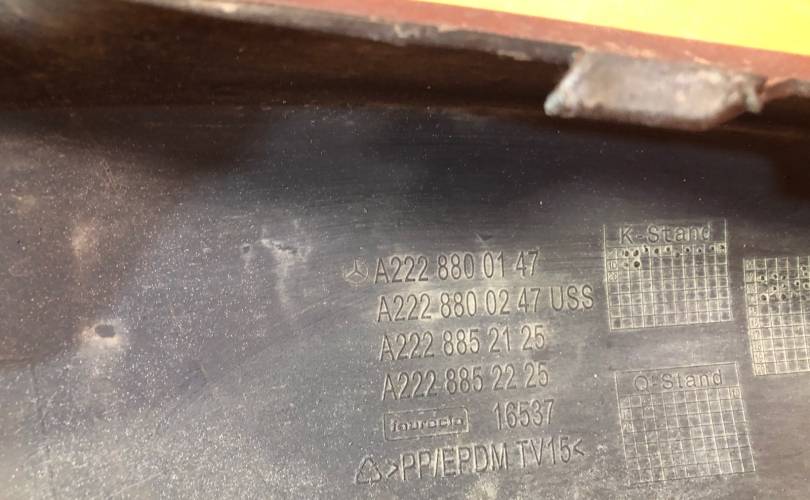 A222 880 01 47
A222 880 02 47 USS
A222 885 21 25
A222 885 22 25
faurecia 16537
>PP/EPDM TV15<
K-Stand
Q-Stand